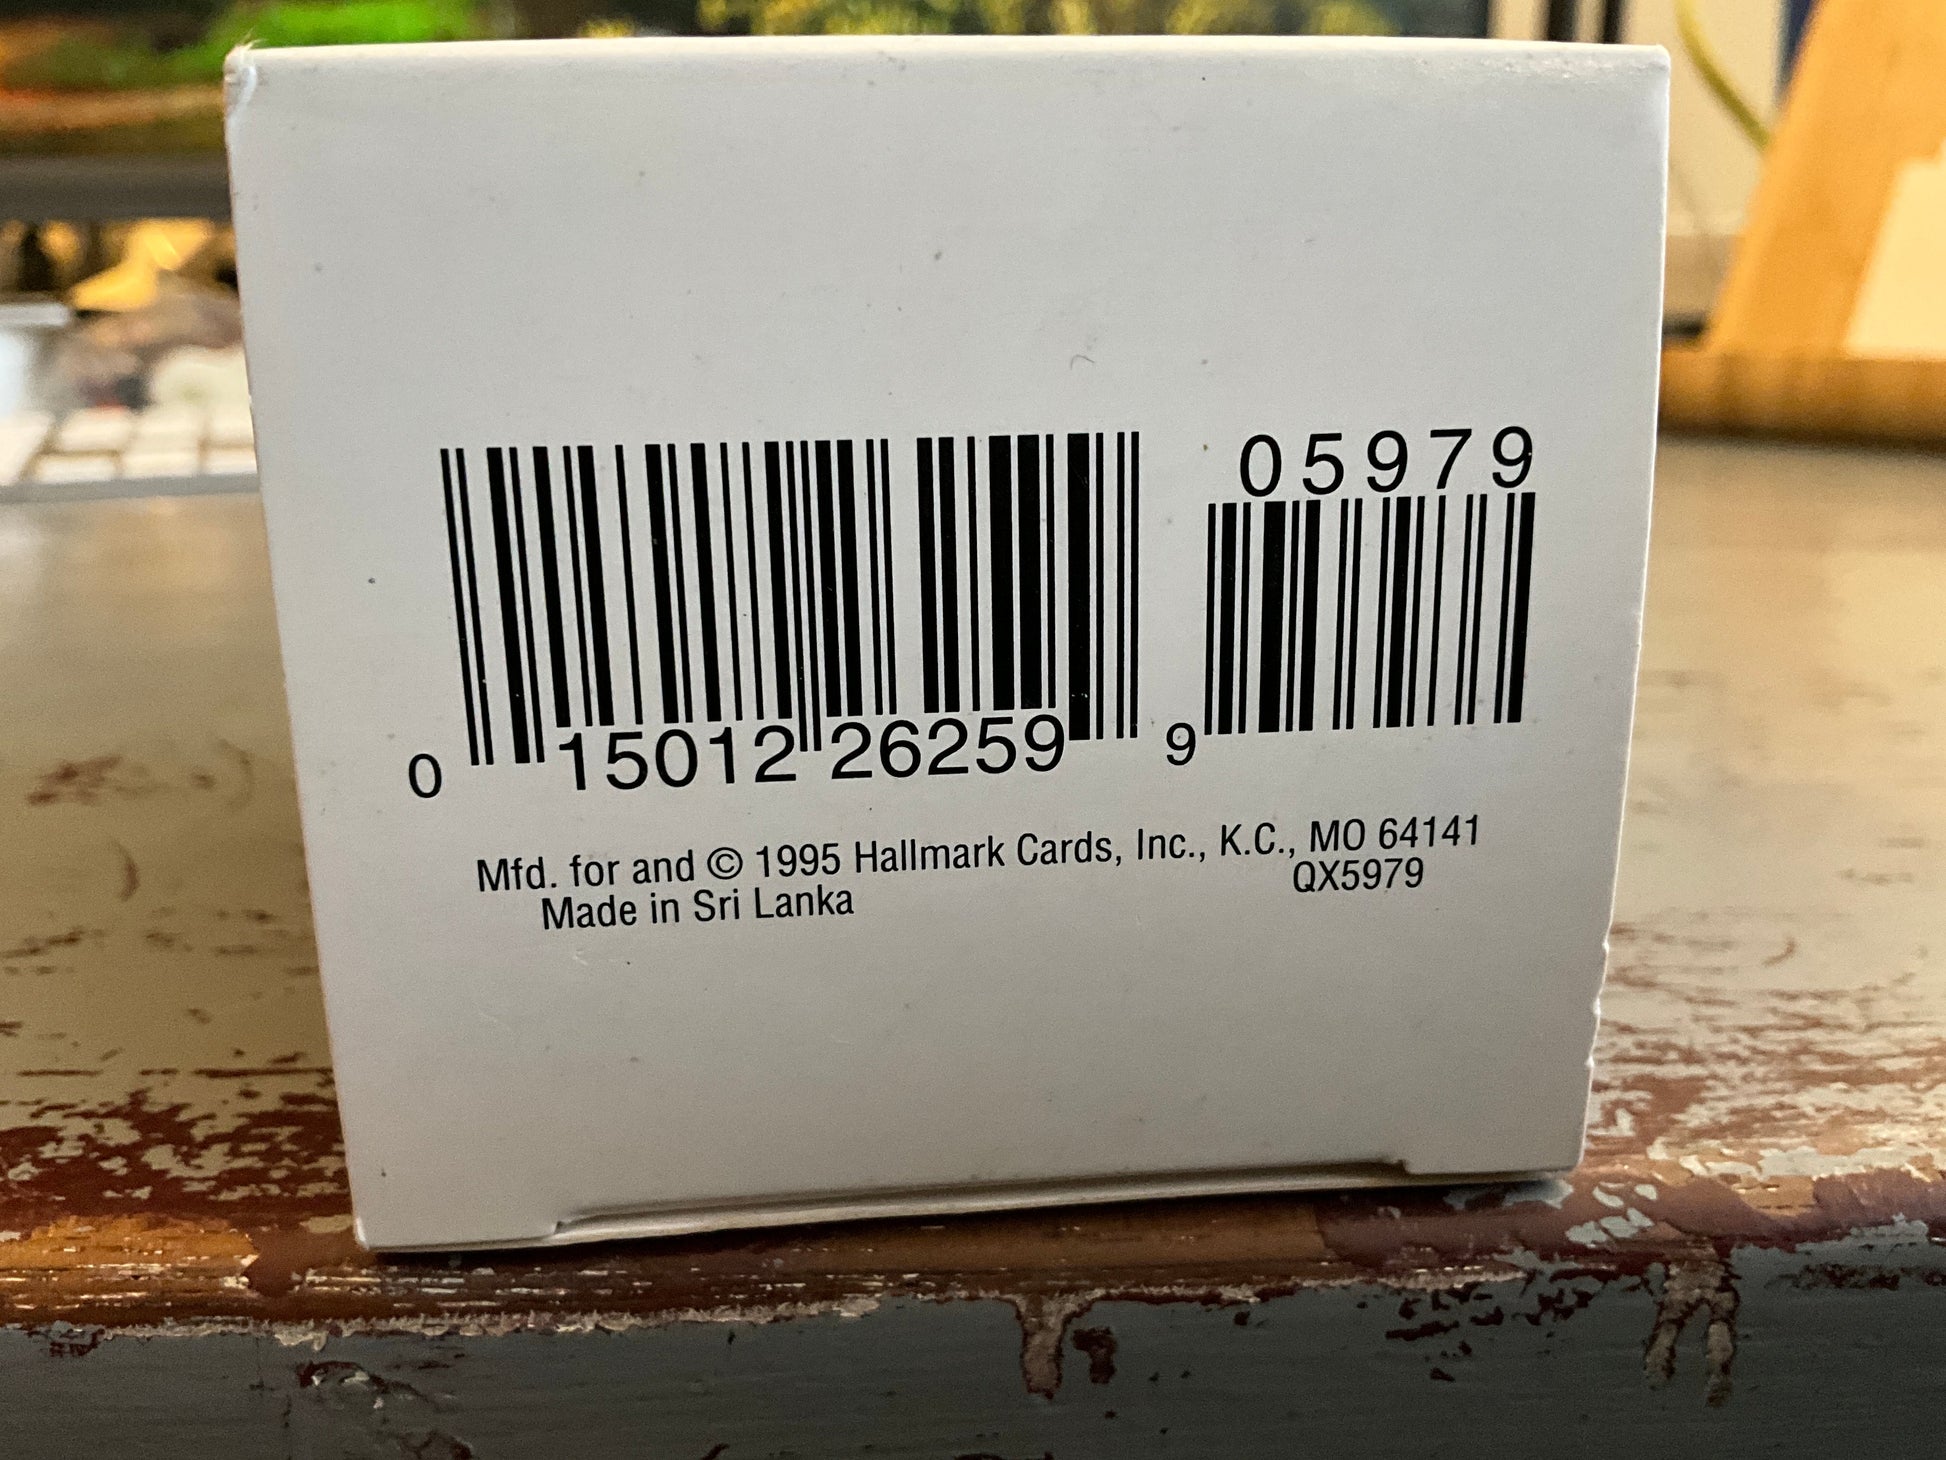 05979
0 15012 26259 9
Mfd. for and © 1995 Hallmark Cards, Inc., K.C., MO 64141
QX5979
Made in Sri Lanka